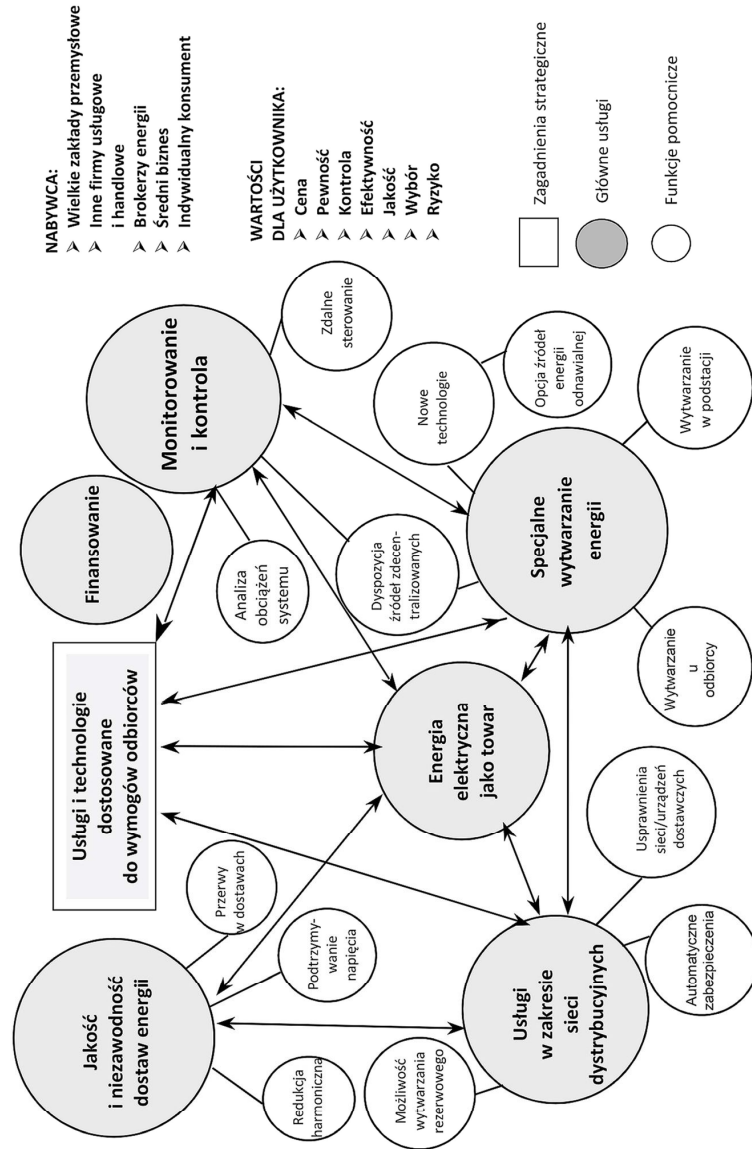 Jakość
i niezawodność
dostaw energii
Usługi i technologie
dostosowane
do wymogów odbiorców
Finansowanie
Monitorowanie
i kontrola
NABYWCA:
➢ Wielkie zakłady przemysłowe
➢ Inne firmy usługowe
i handlowe
➢ Brokerzy energii
➢ Średni biznes
➢ Indywidualny konsument
Redukcja
harmoniczna
Podtrzymy-
wanie
napięcia
Przerwy
w dostawach
Analiza
obciążeń
systemu
Zdalne
sterowanie
WARTOŚCI
DLA UŻYTKOWNIKA:
➢ Cena
➢ Pewność
➢ Kontrola
➢ Efektywność
➢ Jakość
➢ Wybór
➢ Ryzyko
Możliwość
wytwarzania
rezerwowego
Energia
elektryczna
jako towar
Dyspozycja
źródeł zdecen-
tralizowanych
Nowe
technologie
Opcja źródeł
energii
odnawialnej
Usługi
w zakresie
sieci
dystrybucyjnych
Specjalne
wytwarzanie
energii
Automatyczne
zabezpieczenia
Usprawnienia
sieci/urządzeń
dostawczych
Wytwarzanie
u
odbiorcy
Wytwarzanie
w podstacji
Zagadnienia strategiczne
Główne usługi
Funkcje pomocnicze